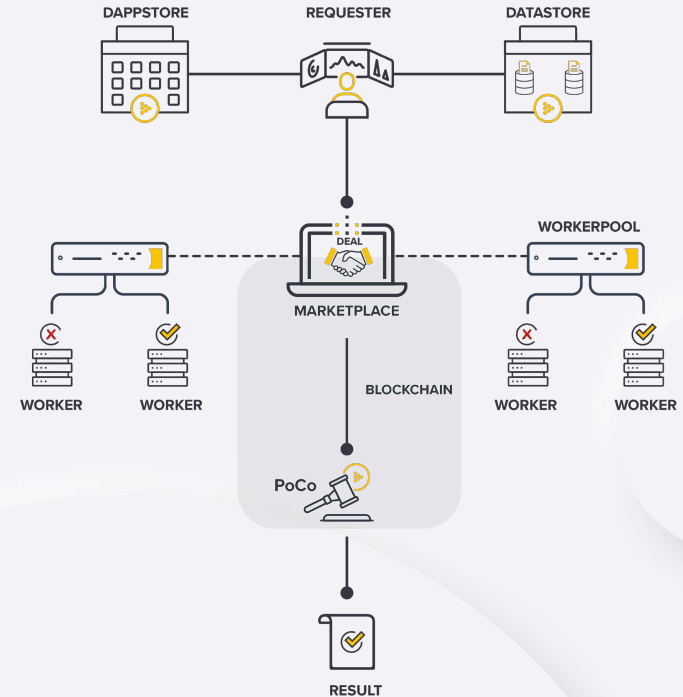 DAPPSTORE
REQUESTER
DATASTORE
WORKERPOOL
DEAL
MARKETPLACE
BLOCKCHAIN
WORKER
WORKER
WORKER
WORKER
PoCo
RESULT